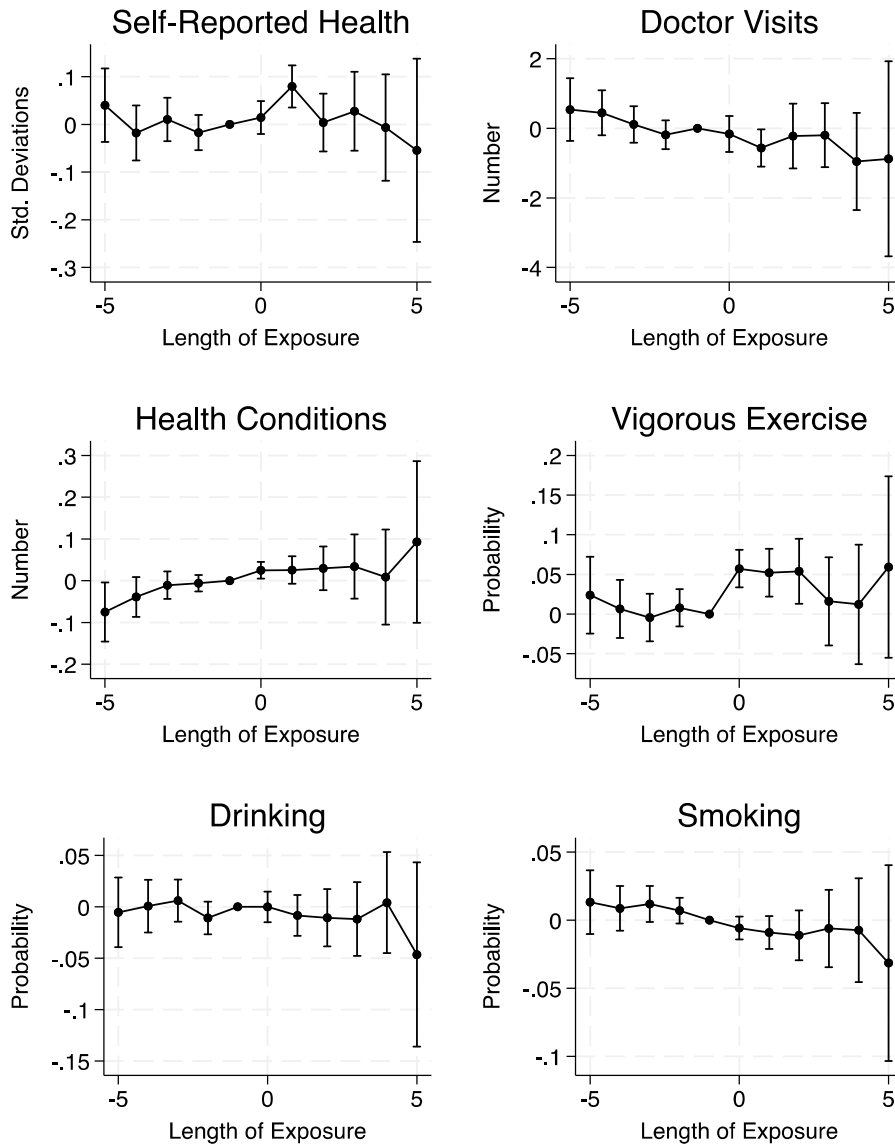 Self-Reported Health
Std. Deviations
.1
0
-.1
-.2
-.3
-5
0
5
Length of Exposure
Doctor Visits
Number
2
0
-2
-4
-5
0
5
Length of Exposure
Health Conditions
Number
.3
.2
.1
0
-.1
-.2
-5
0
5
Length of Exposure
Vigorous Exercise
Probability
.2
.15
.1
.05
0
-.05
-5
0
5
Length of Exposure
Drinking
Probability
.05
0
-.05
-.1
-.15
-5
0
5
Length of Exposure
Smoking
Probability
.05
0
-.05
-.1
-5
0
5
Length of Exposure